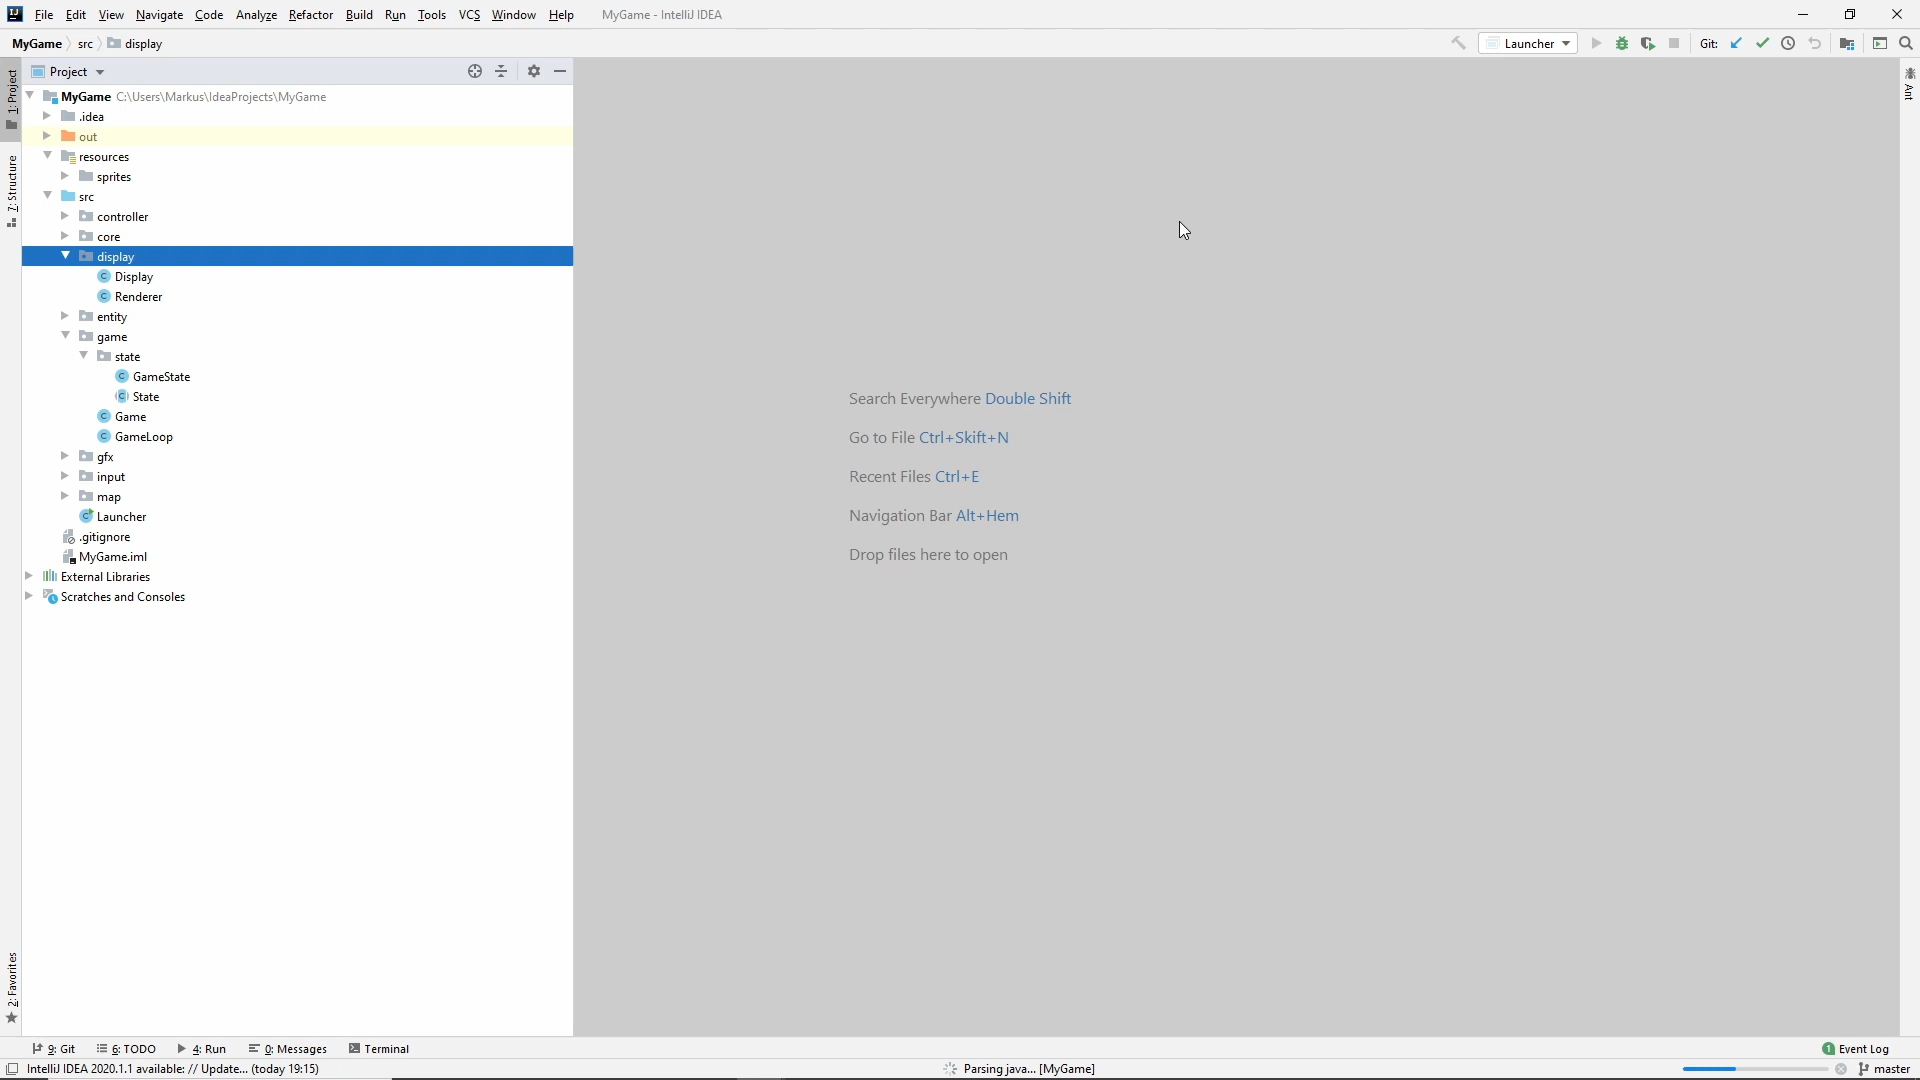 File Edit View Navigate Code Analyze Refactor Build Run Tools VCS Window Help MyGame - IntelliJ IDEA
MyGame src display Launcher Git:
1: Project
7: Structure
2: Favorites
Project
MyGame C:\Users\Markus\IdeaProjects\MyGame
.idea
out
resources
sprites
src
controller
core
display
Display
Renderer
entity
game
state
GameState
State
Game
GameLoop
gfx
input
map
Launcher
.gitignore
MyGame.iml
External Libraries
Scratches and Consoles
Search Everywhere Double Shift
Go to File Ctrl+Skift+N
Recent Files Ctrl+E
Navigation Bar Alt+Hem
Drop files here to open
Ant
9: Git 6: TODO 4: Run 0: Messages Terminal 1 Event Log
IntelliJ IDEA 2020.1.1 available: // Update... (today 19:15) Parsing java... [MyGame] master